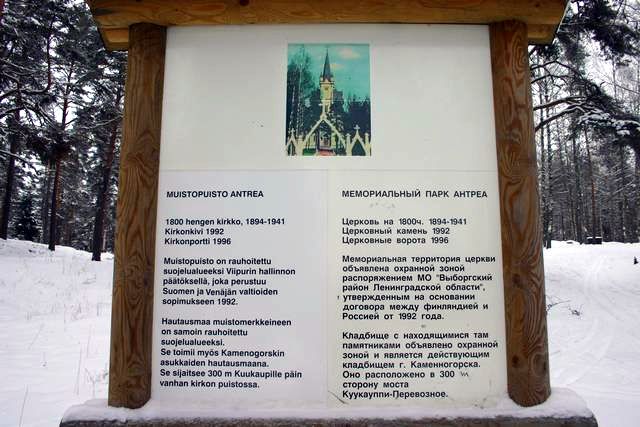 MUISTOPUISTO ANTREA
1800 hengen kirkko, 1894-1941
Kirkonkivi 1992
Kirkonportti 1996
Muistopuisto on rauhoitettu
suojelualueeksi Viipurin hallinnon
päätöksellä, joka perustuu
Suomen ja Venäjän valtioiden
sopimukseen 1992.
Hautausmaa muistomerkkeineen
on samoin rauhoitettu
suojelualueeksi.
Se toimii myös Kamenogorskin
asukkaiden hautausmaana.
Se sijaitsee 300 m Kuukaupille päin
vanhan kirkon puistossa.
МЕМОРИАЛЬНЫЙ ПАРК АНТРЕА
Церковь на 1800ч. 1894-1941
Церковный камень 1992
Церковные ворота 1996
Мемориальная территория церкви
объявлена охранной зоной
распоряжением МО "Выборгский
район Ленинградской области",
утвержденным на основании
договора между финляндией и
Россией от 1992 года.
Кладбище с находящимися там
памятниками объявлено охранной
зоной и является действующим
кладбищем г. Каменногорска.
Оно расположено в 300 м
сторону моста
Куукауппи-Перевозное.